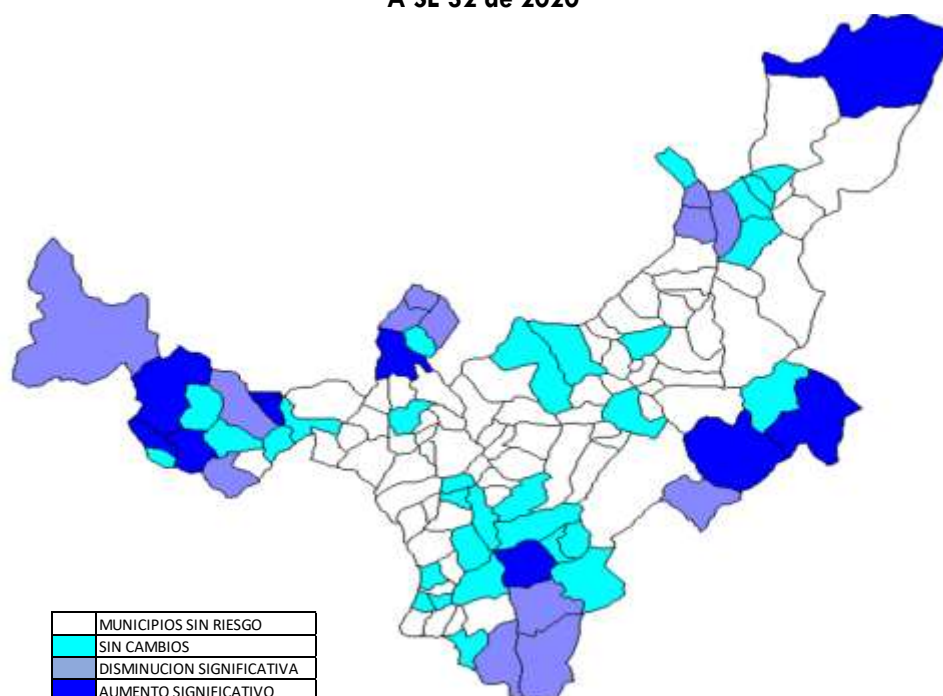 A SE 32 de 2020
MUNICIPIOS SIN RIESGO
SIN CAMBIOS
DISMINUCION SIGNIFICATIVA
AUMENTO SIGNIFICATIVO